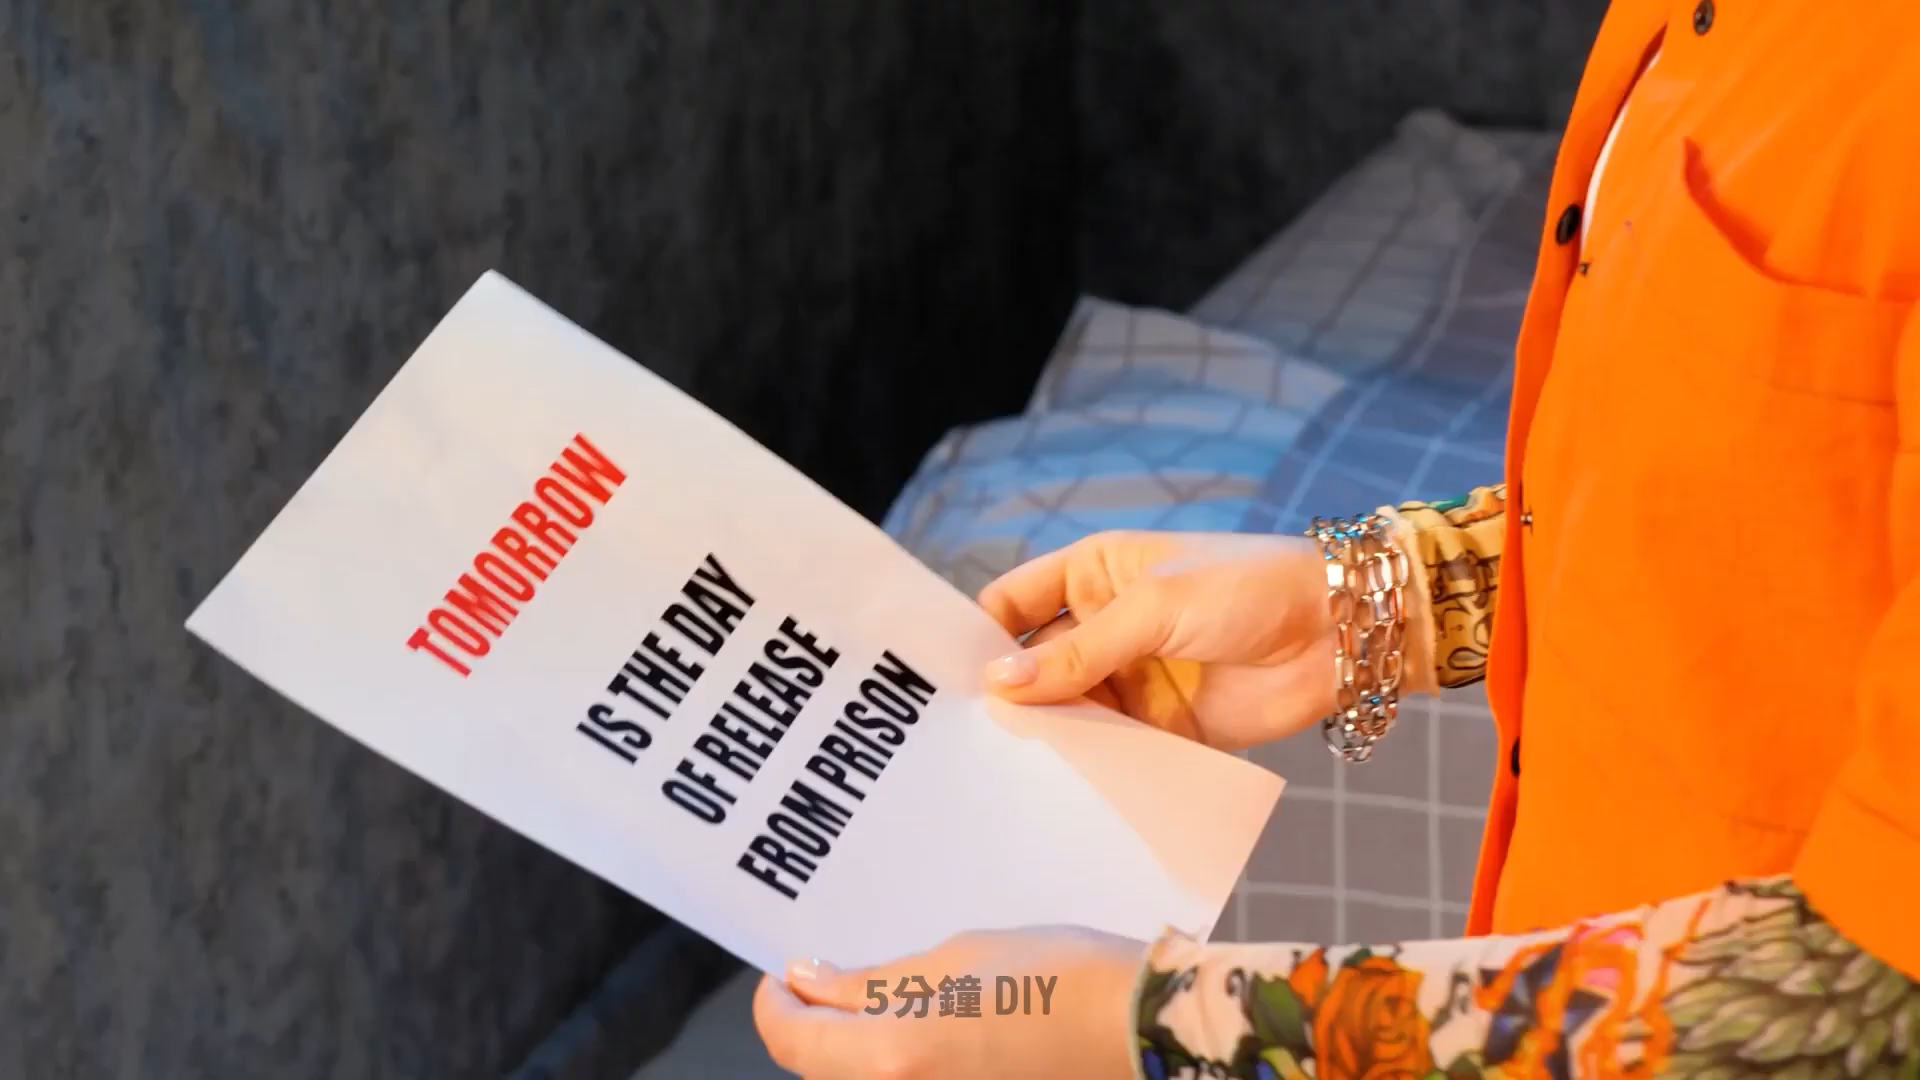 TOMORROW
IS THE DAY
OF RELEASE
FROM PRISON
5分鐘 DIY